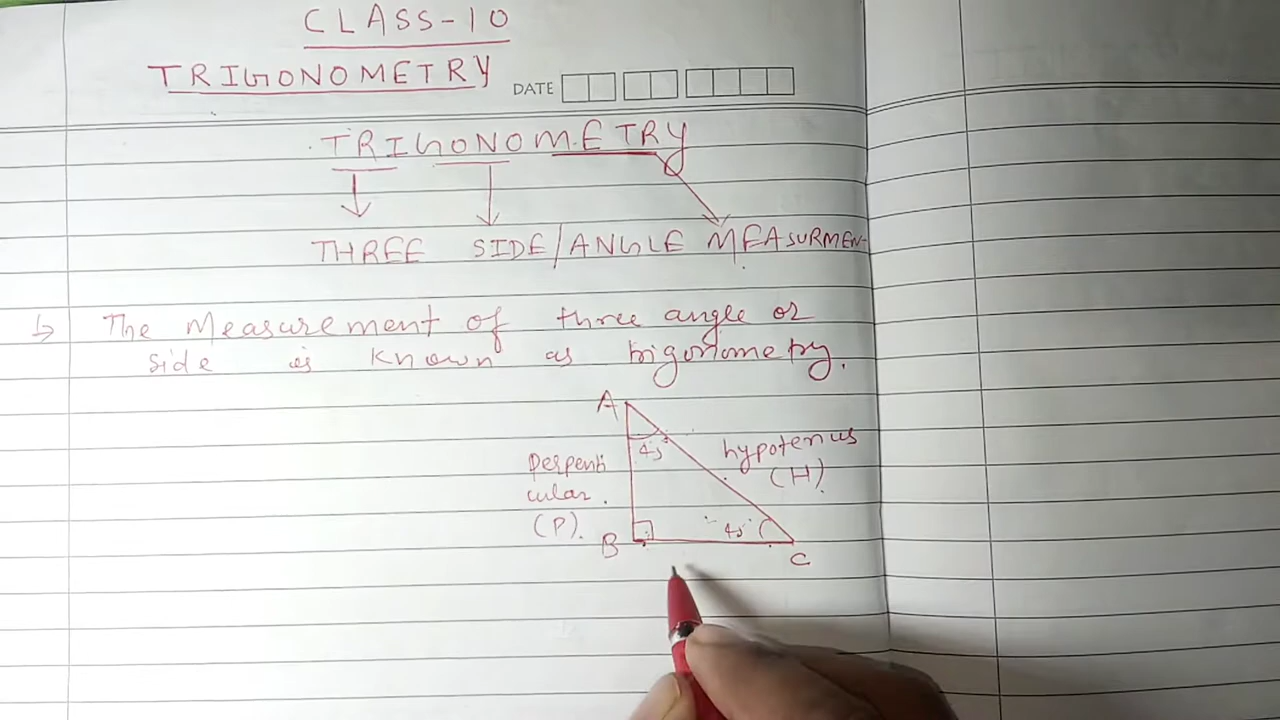 CLASS-10
TRIGONOMETRY
DATE
TRIGONOMETRY
THREE SIDE/ANGLE MEASURMEN
The Measurement of three angle or
side is known as trigonometry.
A
45°
hypotenus
(H).
perpendi
cular.
(P).
45°
B
C